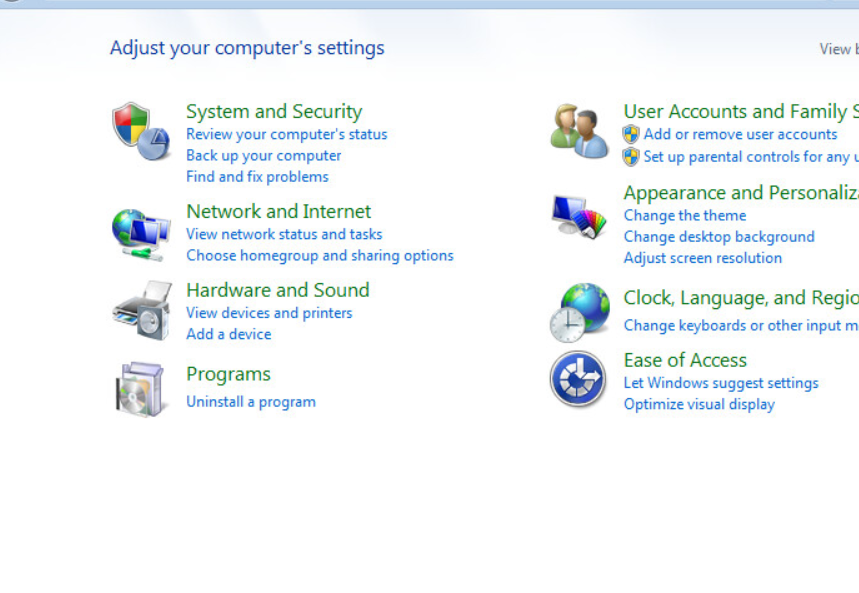 Adjust your computer's settings
View
System and Security
Review your computer's status
Back up your computer
Find and fix problems
Network and Internet
View network status and tasks
Choose homegroup and sharing options
Hardware and Sound
View devices and printers
Add a device
Programs
Uninstall a program
User Accounts and Family
Add or remove user accounts
Set up parental controls for any
Appearance and
Change the theme
Change desktop background
Adjust screen resolution
Clock, Language, and
Change keyboards or other input
Ease of Access
Let Windows suggest settings
Optimize visual display